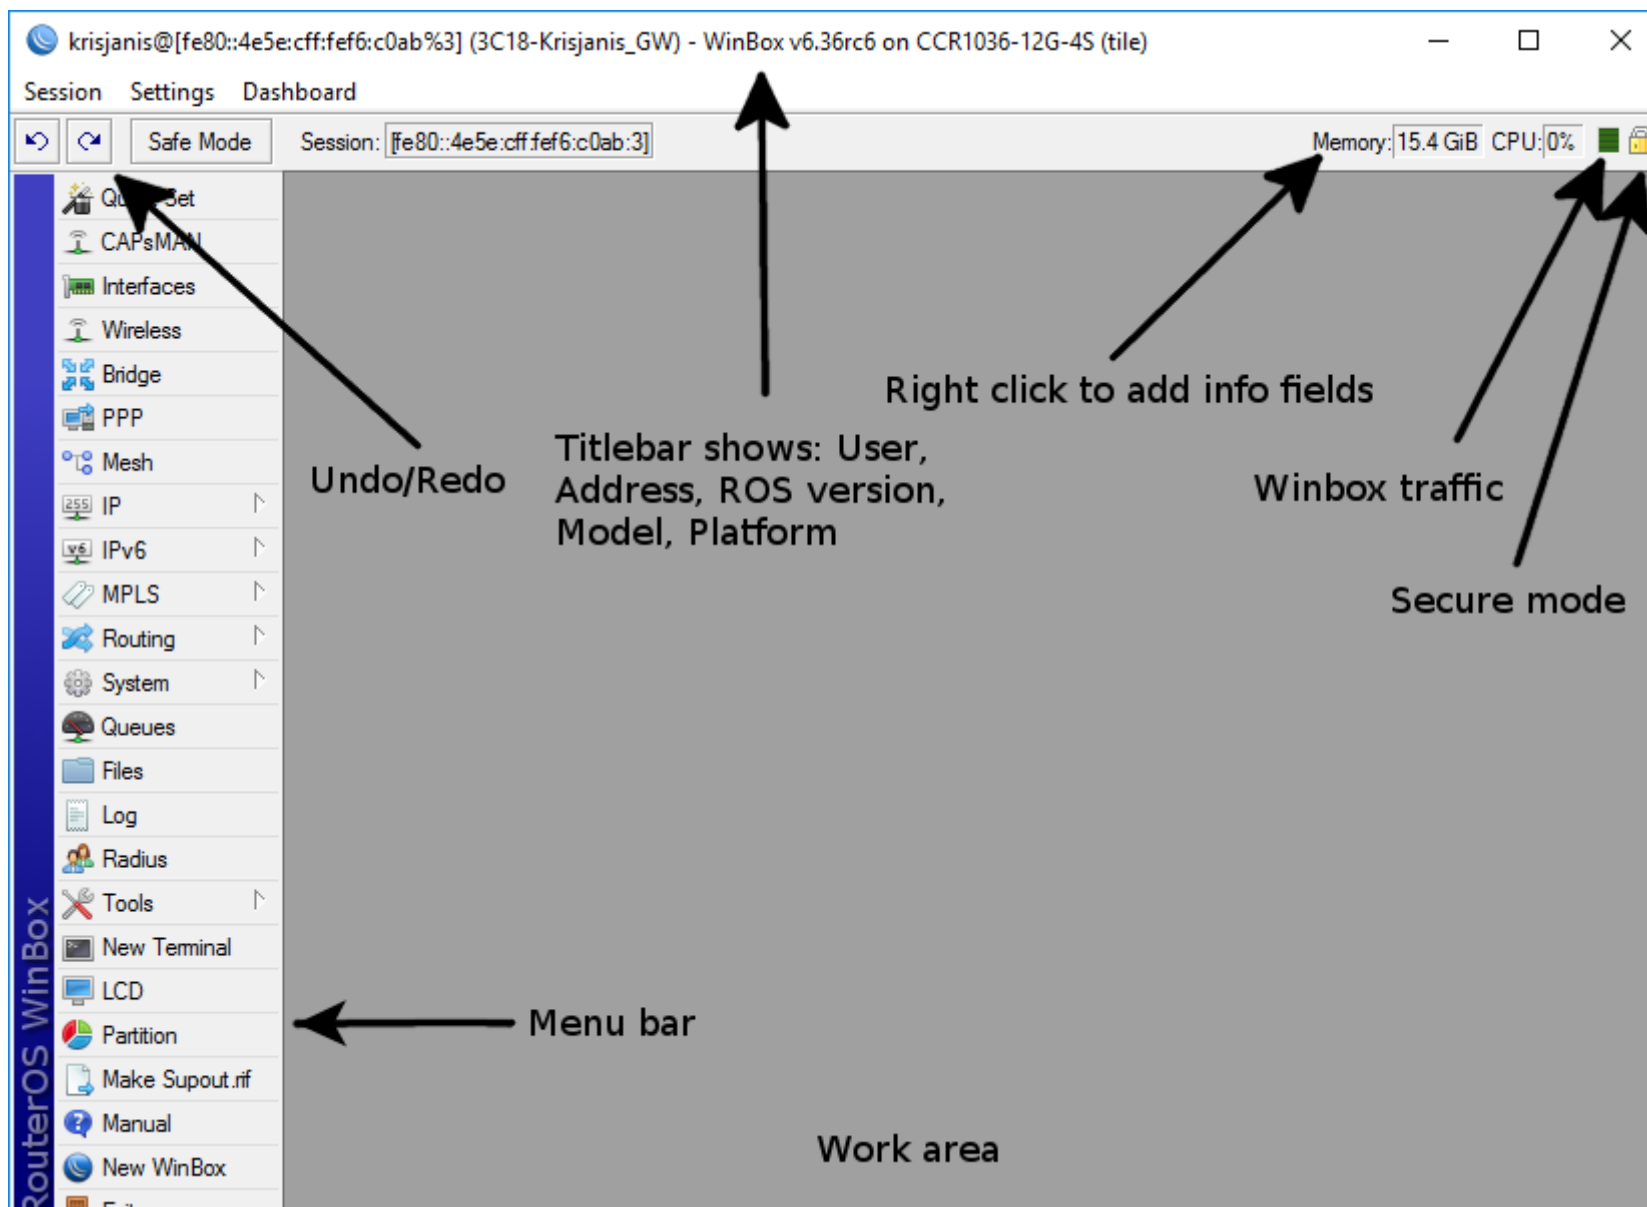 krisjanis@[fe80::4e5e:cff:fef6:c0ab%3] (3C18-Krisjanis_GW) - WinBox v6.36rc6 on CCR1036-12G-4S (tile)
Session Settings Dashboard
Safe Mode Session: [fe80::4e5e:cff:fef6:c0ab:3] Memory: 15.4 GiB CPU: 0%
Set
CAPsMAN
Interfaces
Wireless
Bridge
PPP
Mesh
IP
IPv6
MPLS
Routing
System
Queues
Files
Log
Radius
Tools
New Terminal
LCD
Partition
Make Supout.rif
Manual
New WinBox
RouterOS WinBox
Undo/Redo
Titlebar shows: User,
Address, ROS version,
Model, Platform
Right click to add info fields
Winbox traffic
Secure mode
Menu bar
Work area